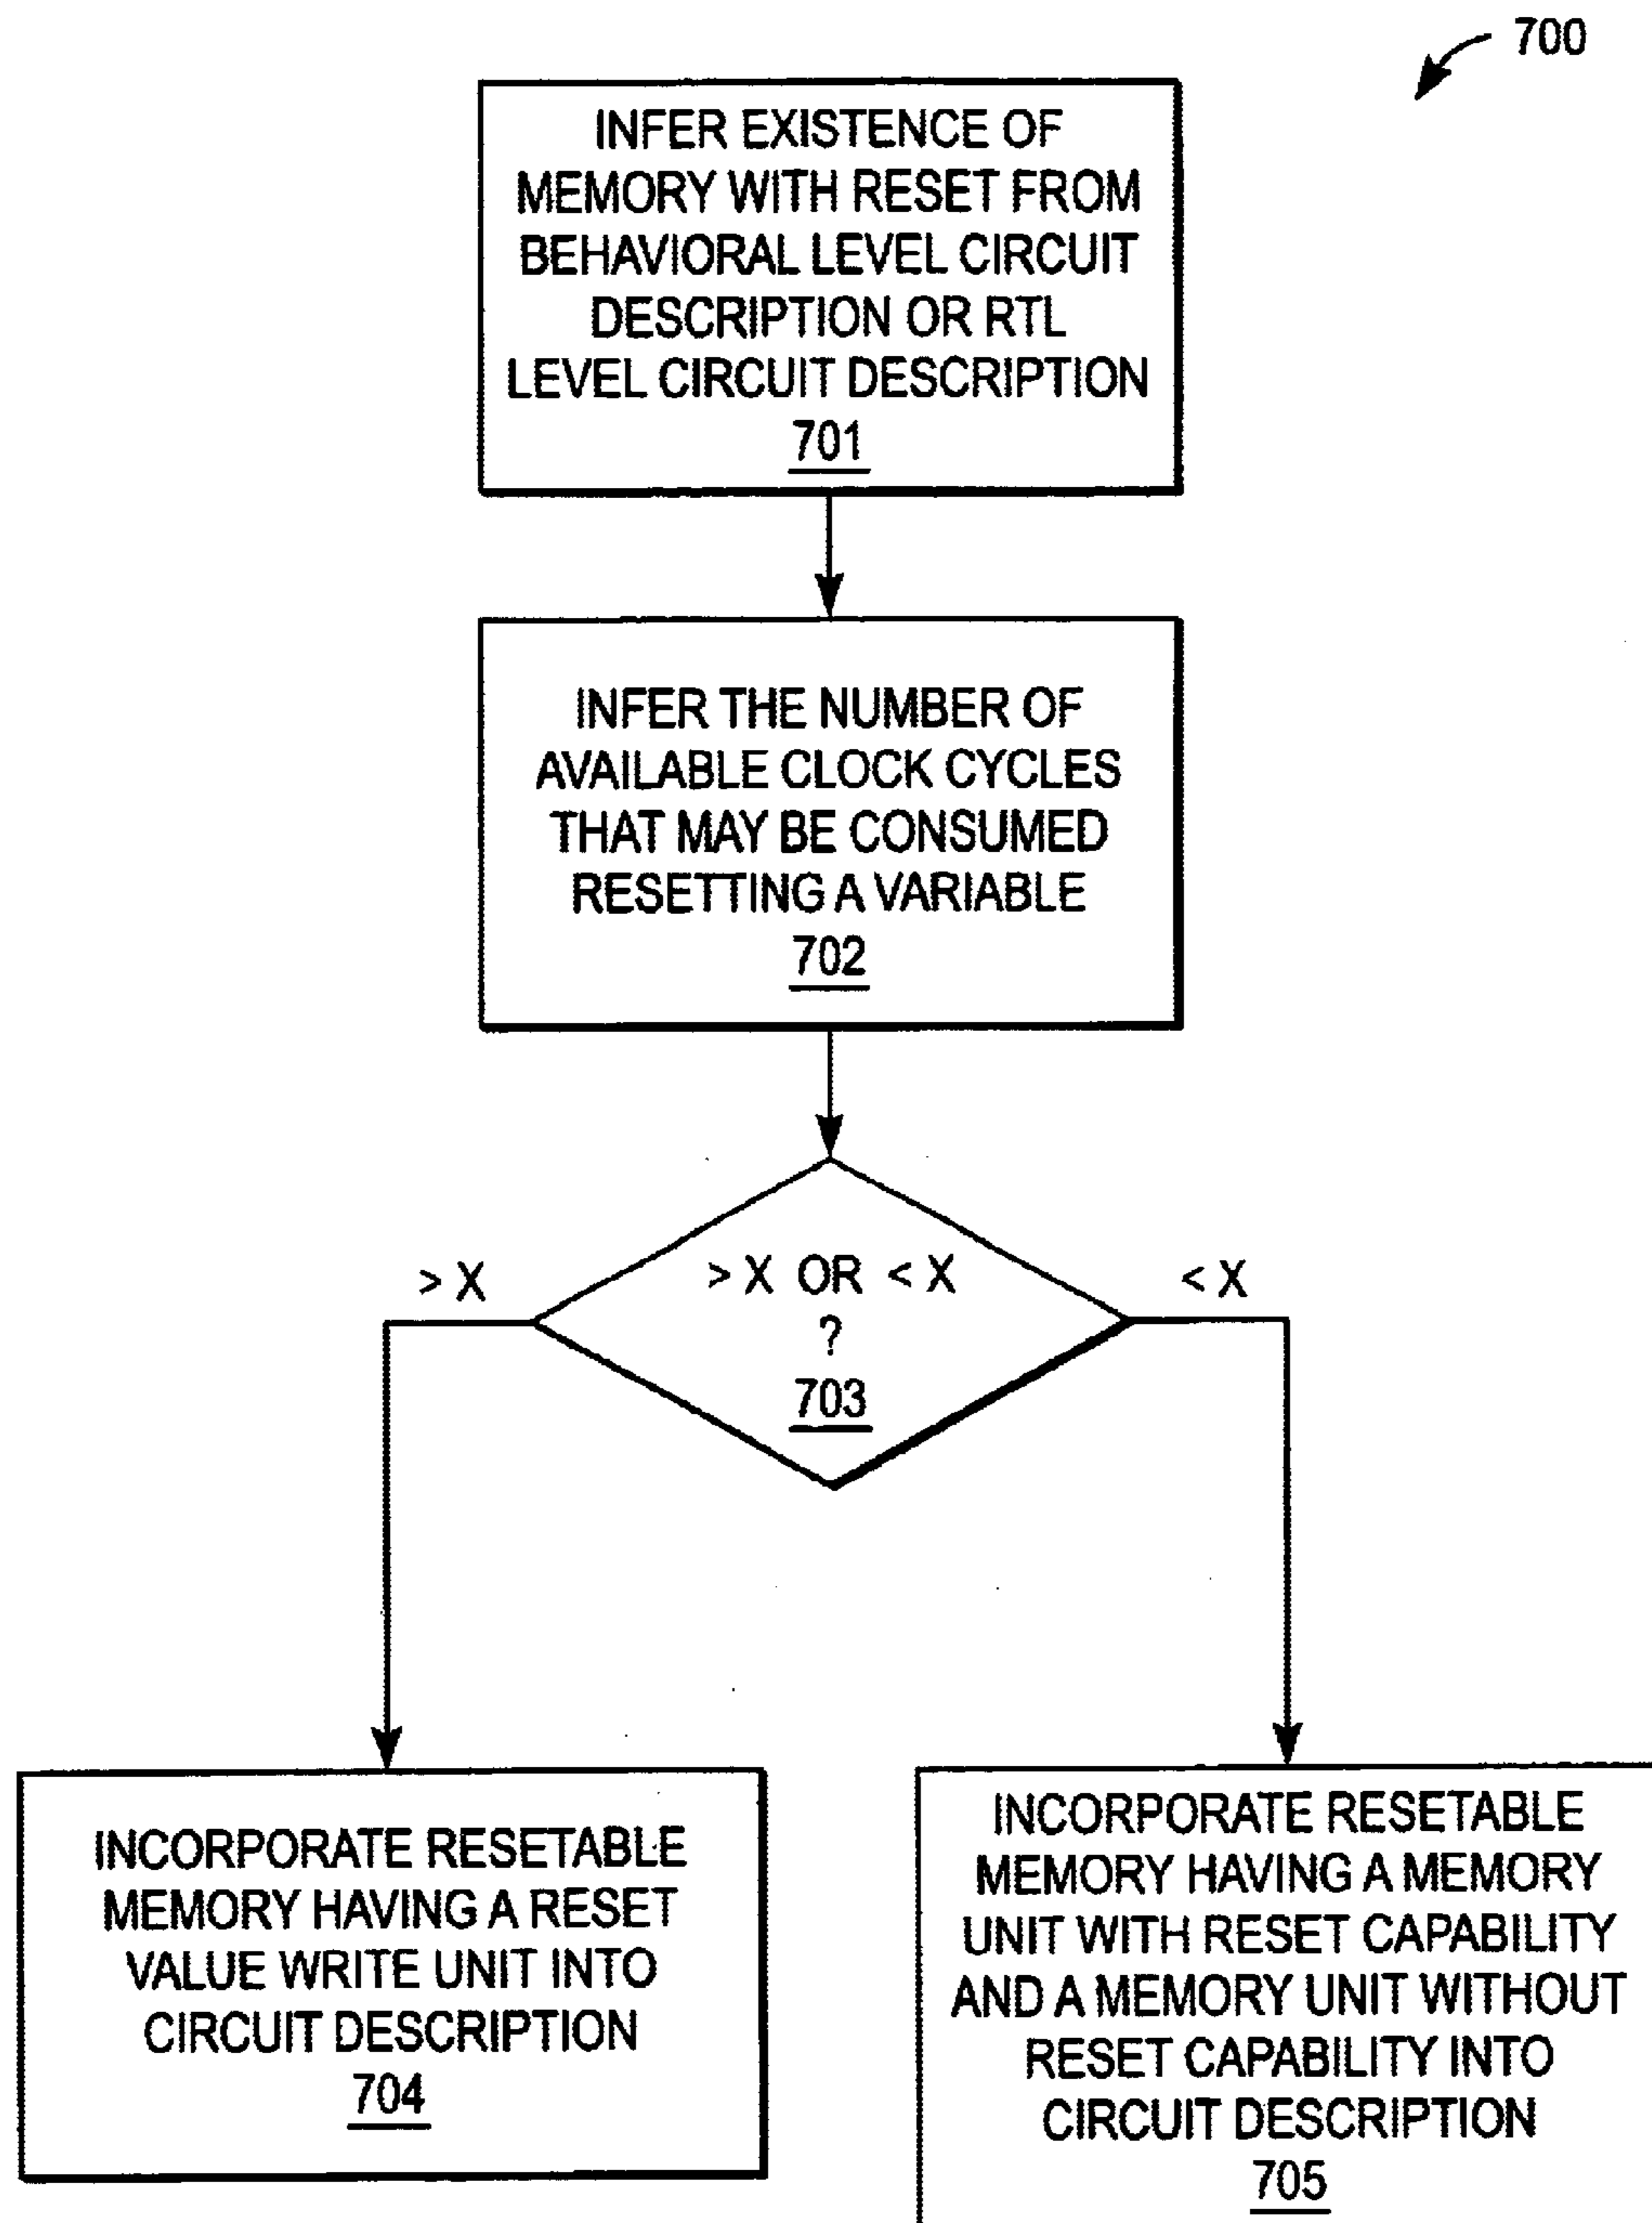 700
INFER EXISTENCE OF
MEMORY WITH RESET FROM
BEHAVIORAL LEVEL CIRCUIT
DESCRIPTION OR RTL
LEVEL CIRCUIT DESCRIPTION
701
INFER THE NUMBER OF
AVAILABLE CLOCK CYCLES
THAT MAY BE CONSUMED
RESETTING A VARIABLE
702
> X
> X OR < X
?
703
< X
INCORPORATE RESETABLE
MEMORY HAVING A RESET
VALUE WRITE UNIT INTO
CIRCUIT DESCRIPTION
704
INCORPORATE RESETABLE
MEMORY HAVING A MEMORY
UNIT WITH RESET CAPABILITY
AND A MEMORY UNIT WITHOUT
RESET CAPABILITY INTO
CIRCUIT DESCRIPTION
705